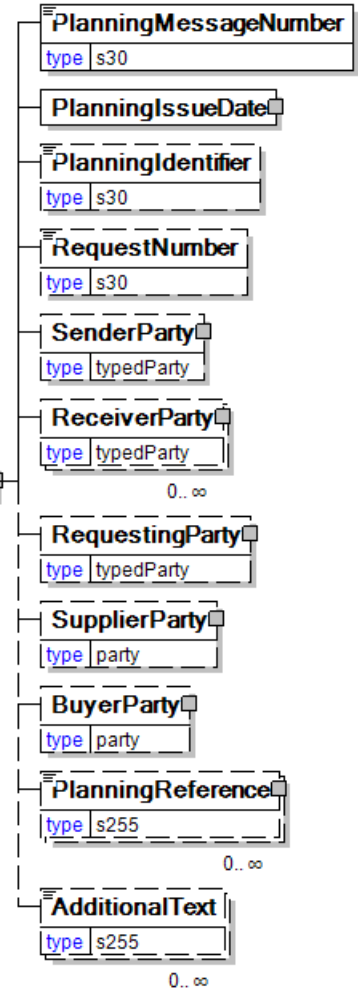 PlanningMessageNumber
type s30
PlanningIssueDate
PlanningIdentifier
type s30
RequestNumber
type s30
SenderParty
type typedParty
ReceiverParty
type typedParty
0.. ∞
RequestingParty
type typedParty
SupplierParty
type party
BuyerParty
type party
PlanningReference
type s255
0.. ∞
AdditionalText
type s255
0.. ∞